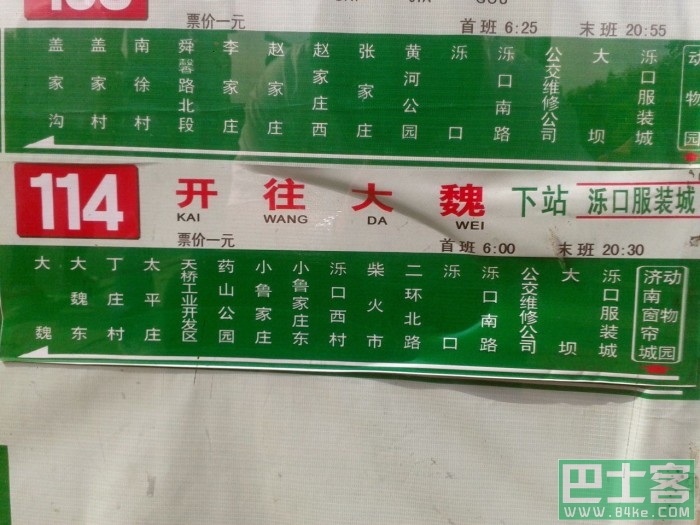 票价一元
首班 6:25 末班 20:55
盖家沟
盖家村
南徐村
舜馨路北段
李家庄
赵家庄
赵家庄西
张家庄
黄河公园
泺口
泺口南路
公交维修公司
大坝
泺口服装城
动物园
114 开往大魏 下站 泺口服装城
KAI WANG DA WEI
票价一元
首班 6:00 末班 20:30
大魏
大魏东
丁庄村
太平庄
天桥工业开发区
药山公园
小鲁家庄
小鲁家庄东
泺口西村
柴火市
二环北路
泺口
泺口南路
公交维修公司
大坝
泺口服装城
济南窗帘城
动物园
巴士客
WWW.84ke.COM